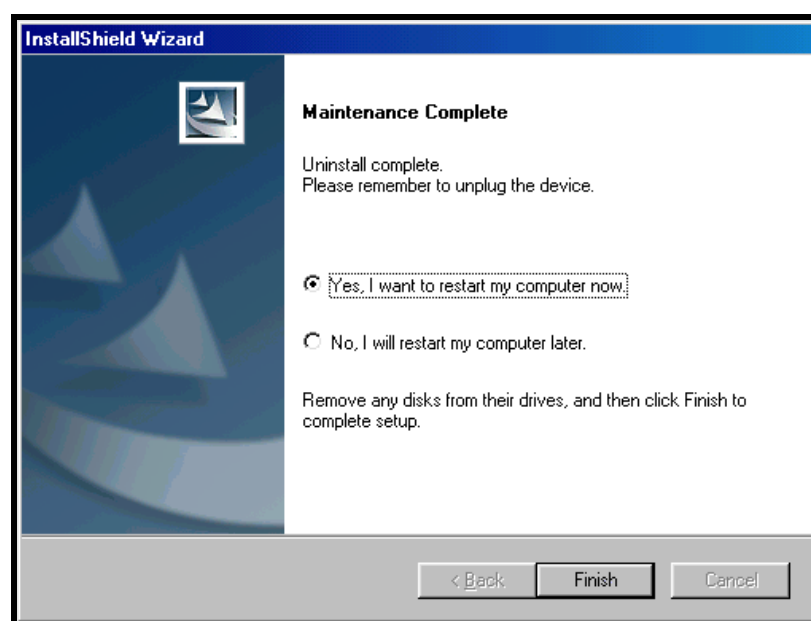 InstallShield Wizard
Maintenance Complete
Uninstall complete.
Please remember to unplug the device.
Yes, I want to restart my computer now.
No, I will restart my computer later.
Remove any disks from their drives, and then click Finish to
complete setup.
< Back Finish Cancel